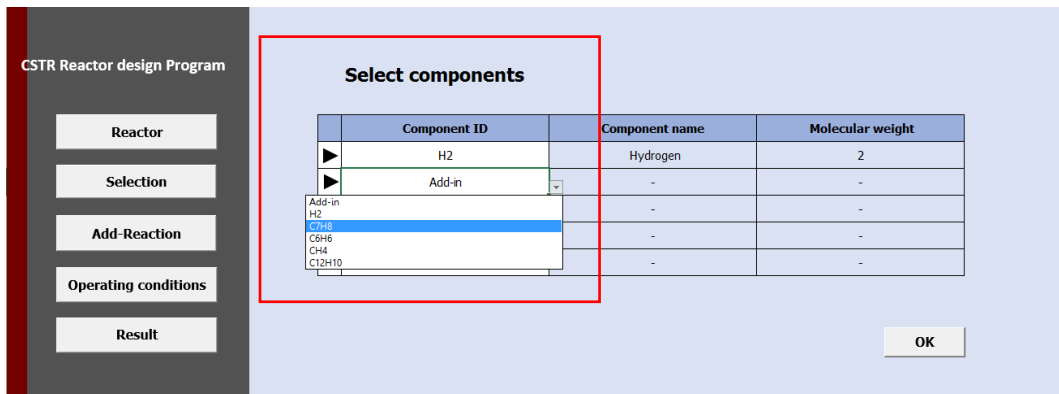 CSTR Reactor design Program
Reactor
Selection
Add-Reaction
Operating conditions
Result
Select components
Component ID Component name Molecular weight
H2 Hydrogen 2
Add-in - -
Add-in
H2
C7H8
C6H6
CH4
C12H10
- -
- -
- -
OK